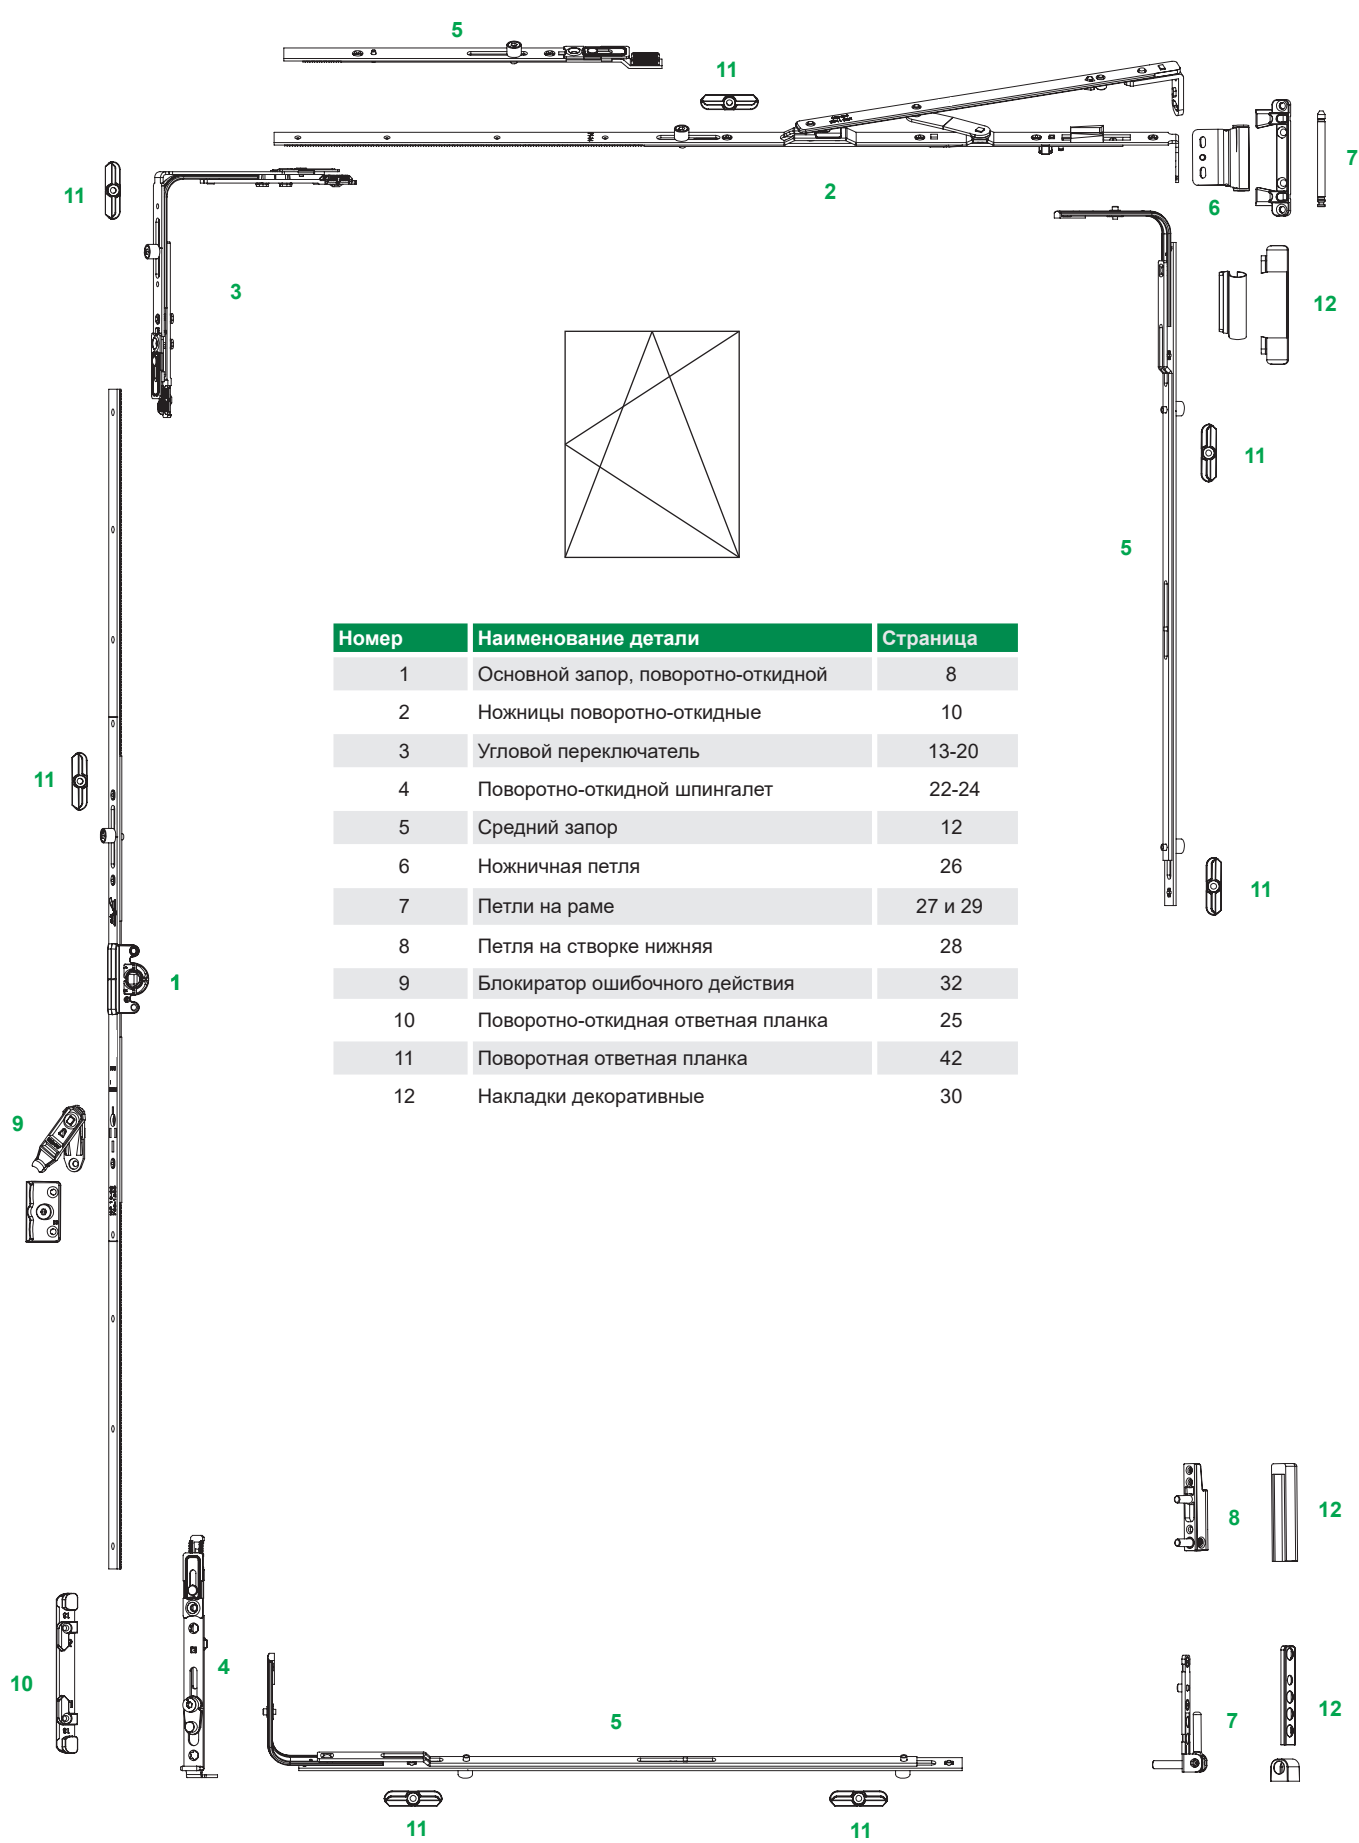 5
11
7
11
2
6
3
12
11
5
Номер Наименование детали Страница
1 Основной запор, поворотно-откидной 8
2 Ножницы поворотно-откидные 10
3 Угловой переключатель 13-20
4 Поворотно-откидной шпингалет 22-24
5 Средний запор 12
6 Ножничная петля 26
7 Петли на раме 27 и 29
8 Петля на створке нижняя 28
9 Блокиратор ошибочного действия 32
10 Поворотно-откидная ответная планка 25
11 Поворотная ответная планка 42
12 Накладки декоративные 30
11
11
1
9
8
12
4
10
5
7
12
11
11